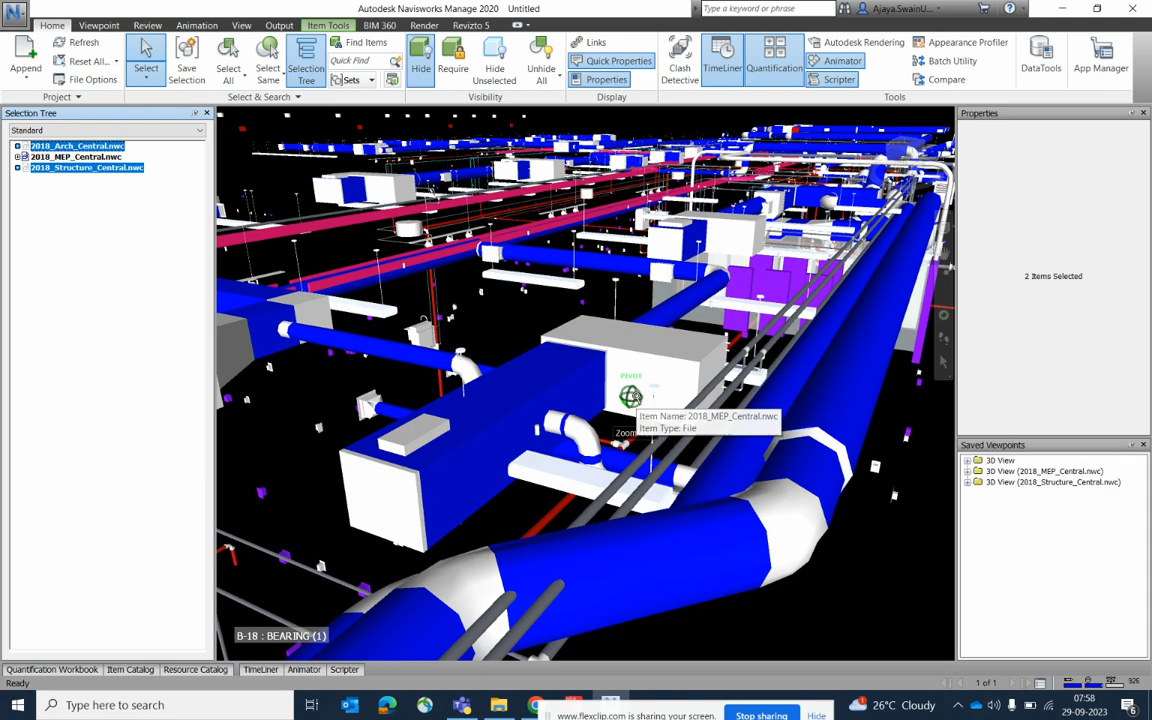 Autodesk Navisworks Manage 2020 Untitled
Type a keyword or phrase
Ajaya.SwainU...
Home Viewpoint Review Animation View Output Item Tools BIM 360 Render Revizto 5
Append
Refresh
Reset All...
File Options
Project
Select
Save Selection
Select All
Select Same
Selection Tree
Find Items
Quick Find
Sets
Select & Search
Hide
Require
Hide Unselected
Unhide All
Visibility
Links
Quick Properties
Properties
Display
Clash Detective
TimeLiner
Quantification
Autodesk Rendering
Animator
Scripter
Appearance Profiler
Batch Utility
Compare
Tools
DataTools
App Manager
Selection Tree
Standard
2018_Arch_Central.nwc
2018_MEP_Central.nwc
2018_Structure_Central.nwc
PIVOT
Item Name: 2018_MEP_Central.nwc
Item Type: File
Zoom
B-18 : BEARING (1)
Properties
2 Items Selected
Saved Viewpoints
3D View
3D View (2018_MEP_Central.nwc)
3D View (2018_Structure_Central.nwc)
Quantification Workbook Item Catalog Resource Catalog TimeLiner Animator Scripter
Ready
1 of 1
926
Type here to search
www.flexclip.com is sharing your screen.
Stop sharing
Hide
26°C Cloudy
07:58
29-09-2023
6